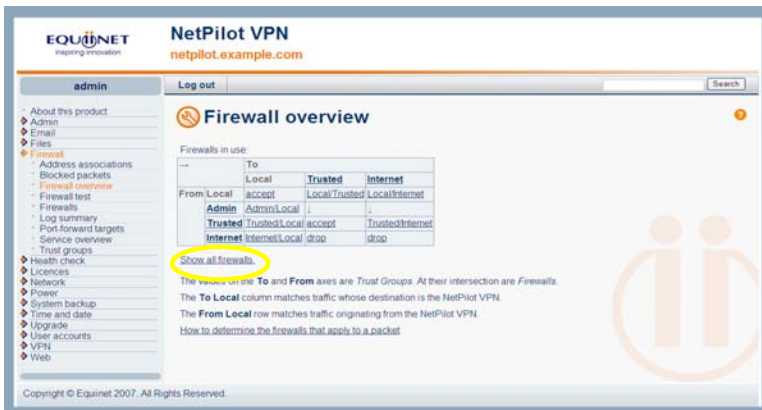 EQUIINET
inspiring innovation
NetPilot VPN
netpilot.example.com
admin
Log out
Search
About this product
Admin
Email
Files
Firewall
Address associations
Blocked packets
Firewall overview
Firewall test
Firewalls
Log summary
Port-forward targets
Service overview
Trust groups
Health check
Licences
Network
Power
System backup
Time and date
Upgrade
User accounts
VPN
Web
Firewall overview
?
Firewalls in use:
To
Local Trusted Internet
From Local accept Local/Trusted Local/Internet
Admin Admin/Local ↓ ↓
Trusted Trusted/Local accept Trusted/Internet
Internet Internet/Local drop drop
Show all firewalls.
The values on the To and From axes are Trust Groups. At their intersection are Firewalls.
The To Local column matches traffic whose destination is the NetPilot VPN.
The From Local row matches traffic originating from the NetPilot VPN.
How to determine the firewalls that apply to a packet
Copyright © Equiinet 2007. All Rights Reserved.